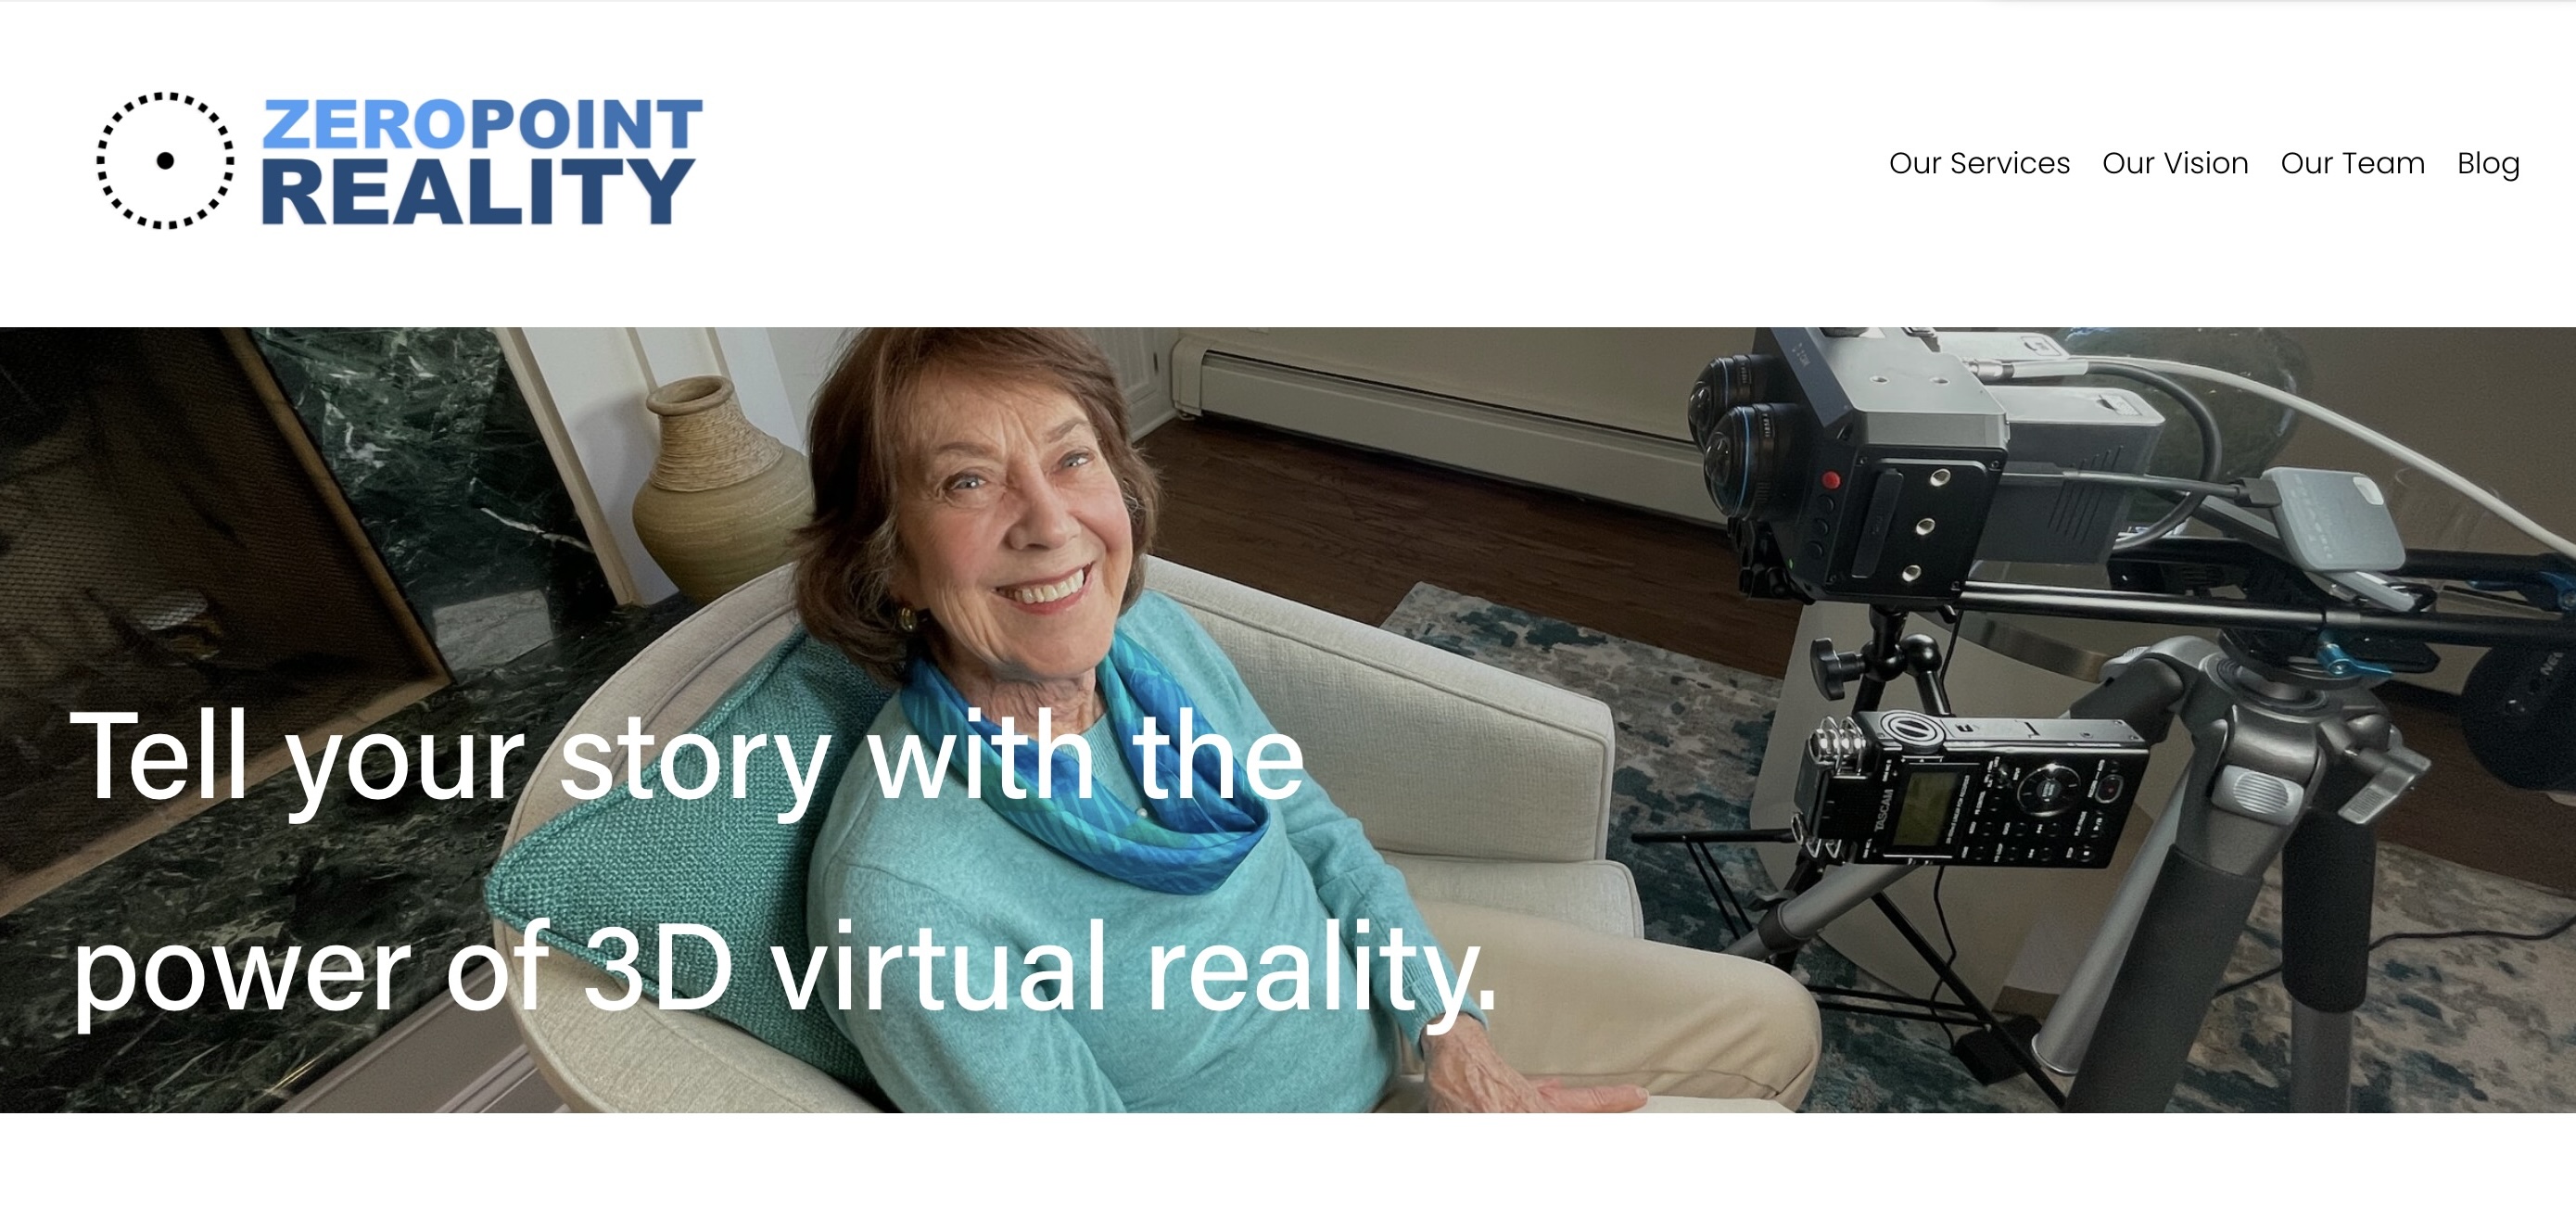 ZEROPOINT
REALITY
Our Services Our Vision Our Team Blog
Tell your story with the
power of 3D virtual reality.
TASCAM